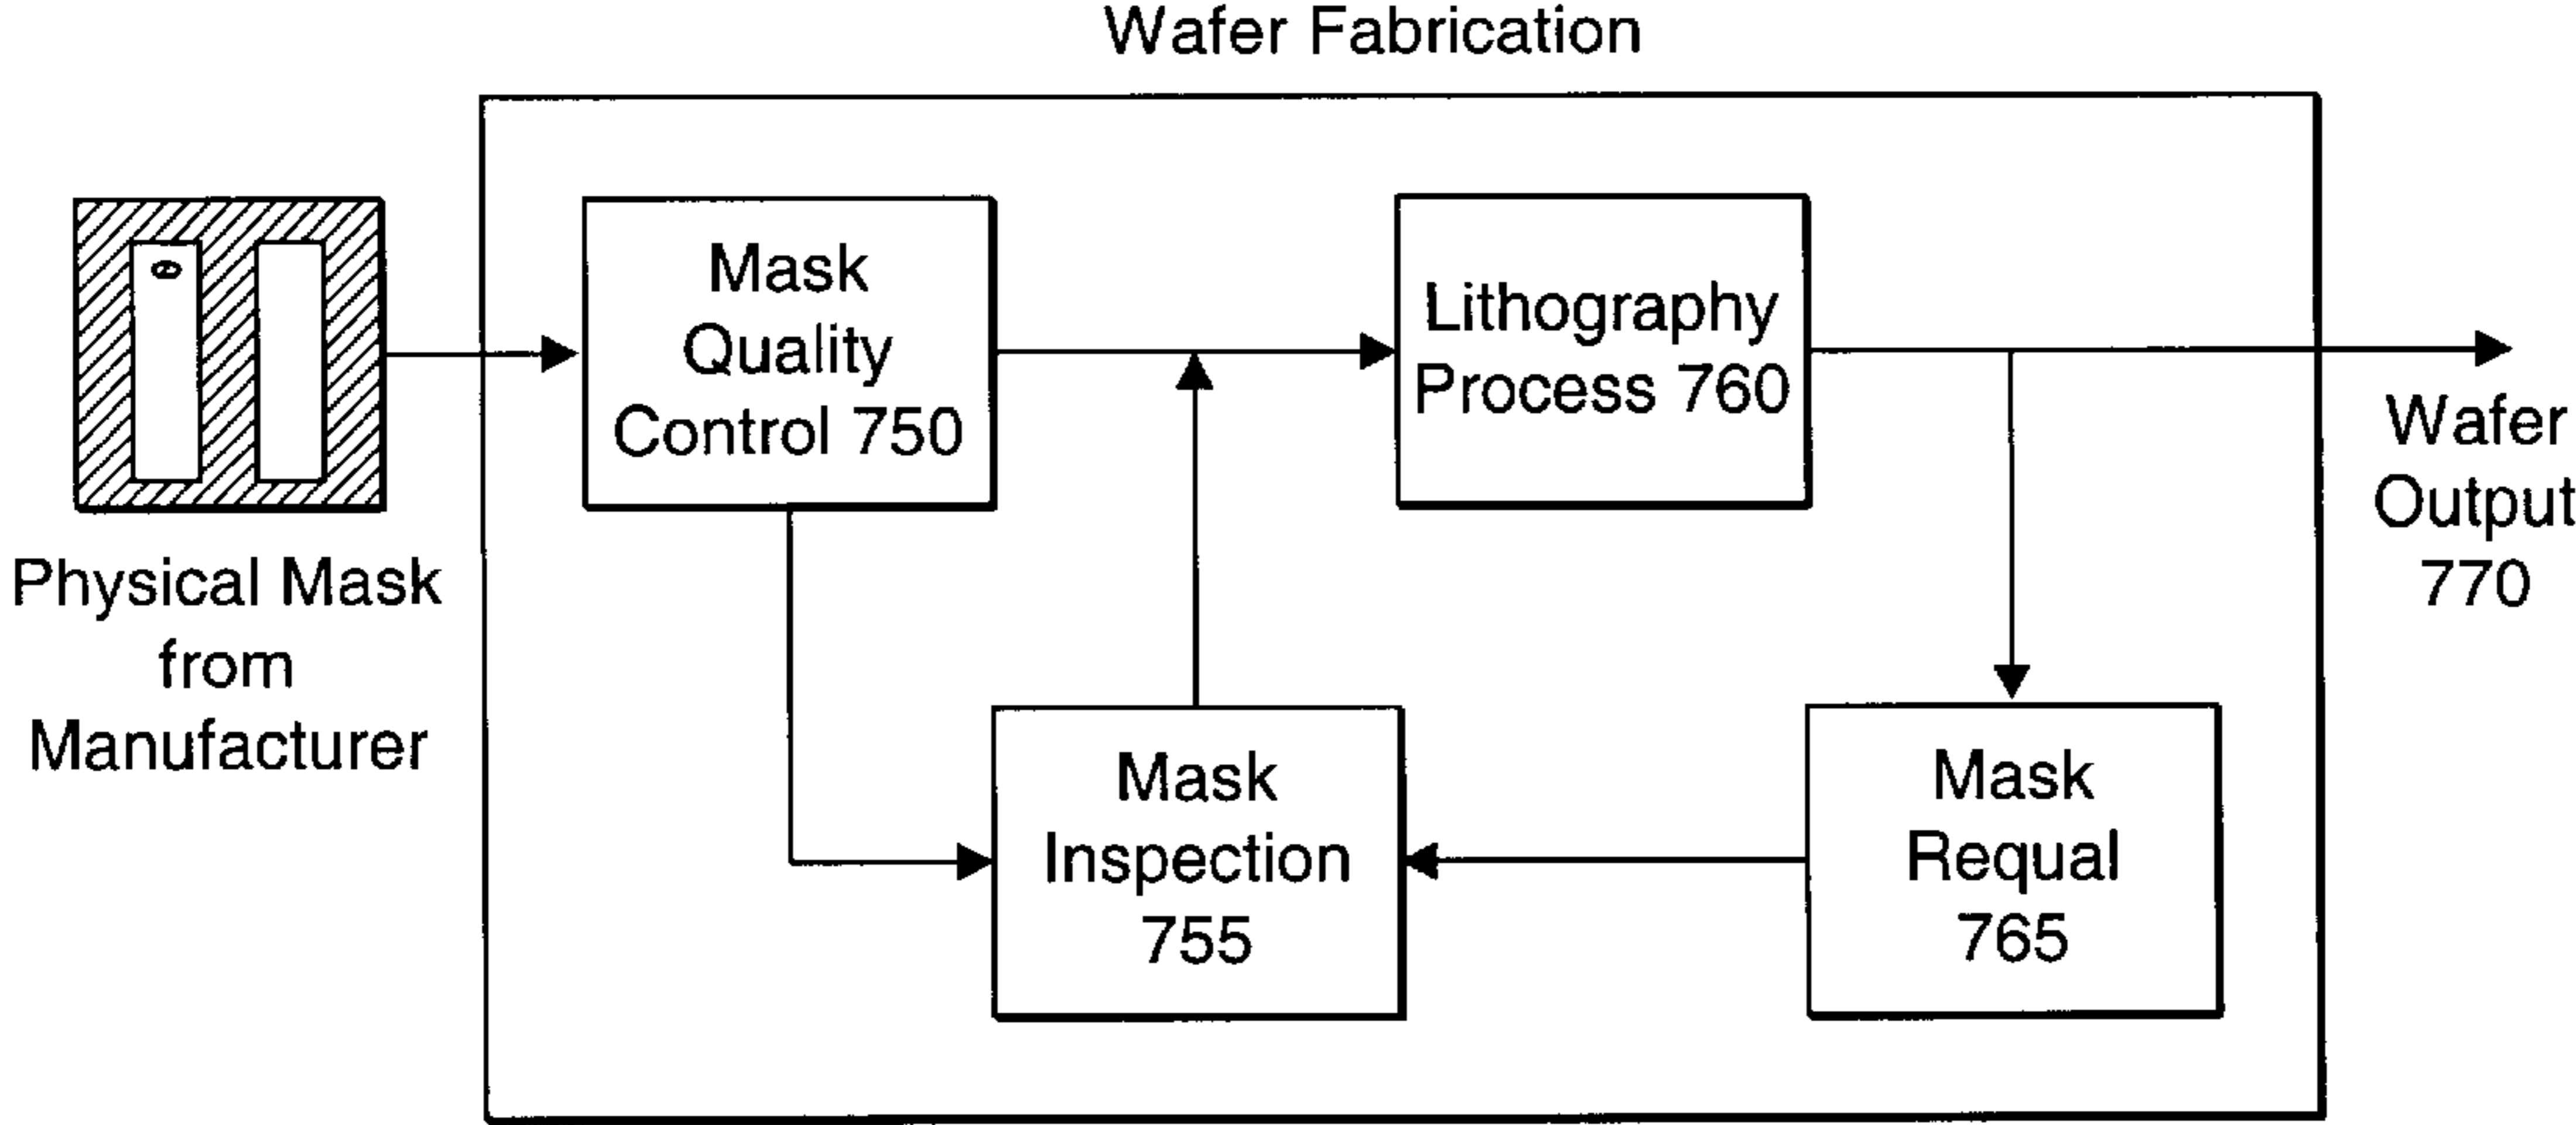 Wafer Fabrication
Mask
Quality
Control 750
Lithography
Process 760
Wafer
Output
770
Physical Mask
from
Manufacturer
Mask
Inspection
755
Mask
Requal
765